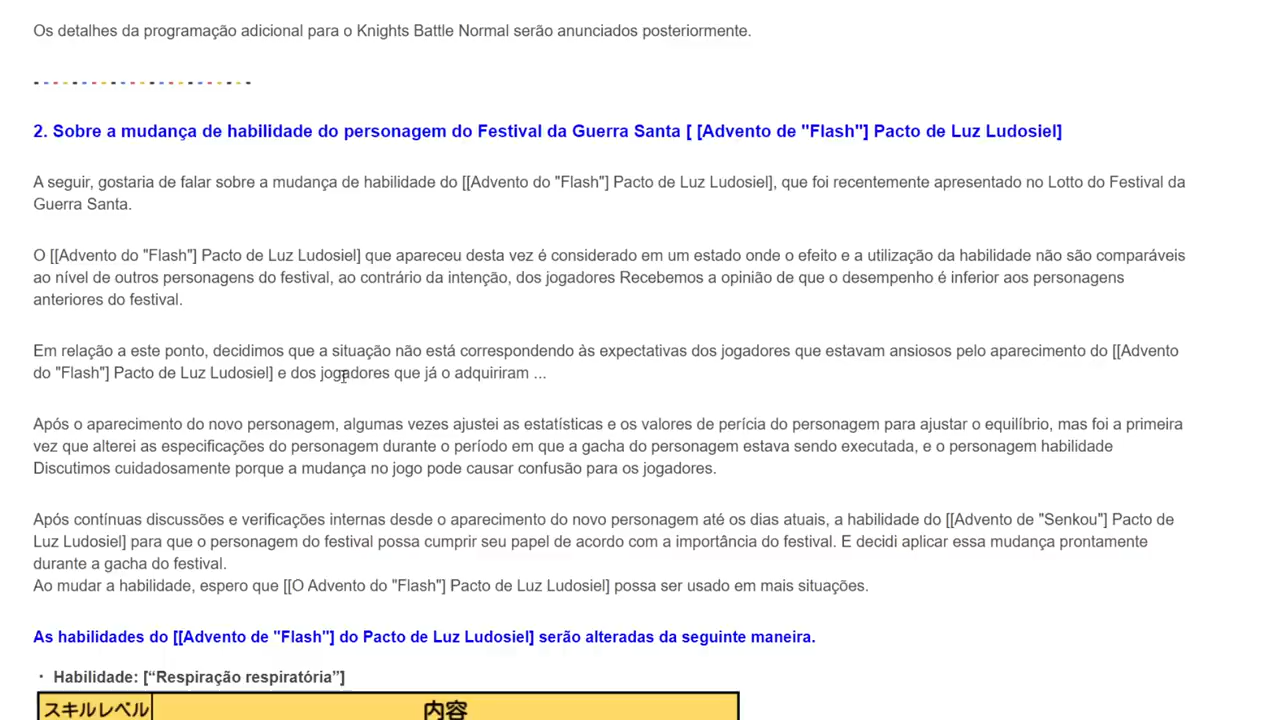 Os detalhes da programação adicional para o Knights Battle Normal serão anunciados posteriormente.
2. Sobre a mudança de habilidade do personagem do Festival da Guerra Santa [ [Advento de "Flash"] Pacto de Luz Ludosiel]
A seguir, gostaria de falar sobre a mudança de habilidade do [[Advento do "Flash"] Pacto de Luz Ludosiel], que foi recentemente apresentado no Lotto do Festival da
Guerra Santa.
O [[Advento do "Flash"] Pacto de Luz Ludosiel] que apareceu desta vez é considerado em um estado onde o efeito e a utilização da habilidade não são comparáveis
ao nível de outros personagens do festival, ao contrário da intenção, dos jogadores Recebemos a opinião de que o desempenho é inferior aos personagens
anteriores do festival.
Em relação a este ponto, decidimos que a situação não está correspondendo às expectativas dos jogadores que estavam ansiosos pelo aparecimento do [[Advento
do "Flash"] Pacto de Luz Ludosiel] e dos jogadores que já o adquiriram ...
Após o aparecimento do novo personagem, algumas vezes ajustei as estatísticas e os valores de perícia do personagem para ajustar o equilíbrio, mas foi a primeira
vez que alterei as especificações do personagem durante o período em que a gacha do personagem estava sendo executada, e o personagem habilidade
Discutimos cuidadosamente porque a mudança no jogo pode causar confusão para os jogadores.
Após contínuas discussões e verificações internas desde o aparecimento do novo personagem até os dias atuais, a habilidade do [[Advento de "Senkou"] Pacto de
Luz Ludosiel] para que o personagem do festival possa cumprir seu papel de acordo com a importância do festival. E decidi aplicar essa mudança prontamente
durante a gacha do festival.
Ao mudar a habilidade, espero que [[O Advento do "Flash"] Pacto de Luz Ludosiel] possa ser usado em mais situações.
As habilidades do [[Advento de "Flash"] do Pacto de Luz Ludosiel] serão alteradas da seguinte maneira.
・ Habilidade: [“Respiração respiratória”]
スキルレベル 内容